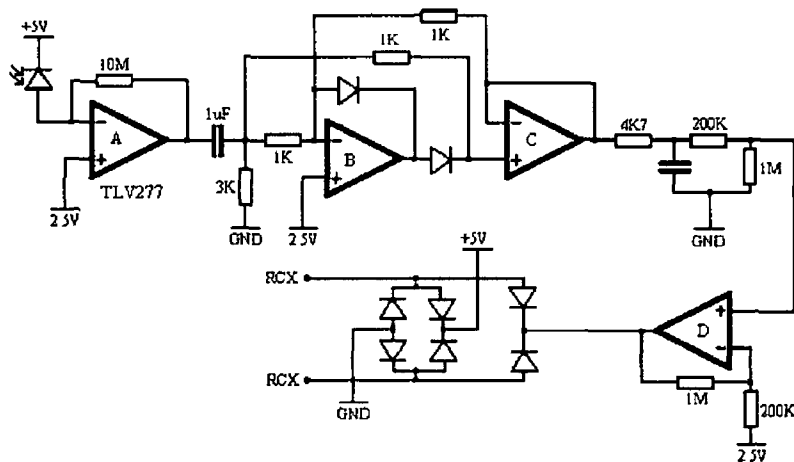 +5V
1K
10M
1K
1uF
A
1K
B
C
4K7
200K
1M
TLV277
3K
2 5V
GND
2 5V
GND
+5V
RCX
D
RCX
GND
1M
200K
2 5V